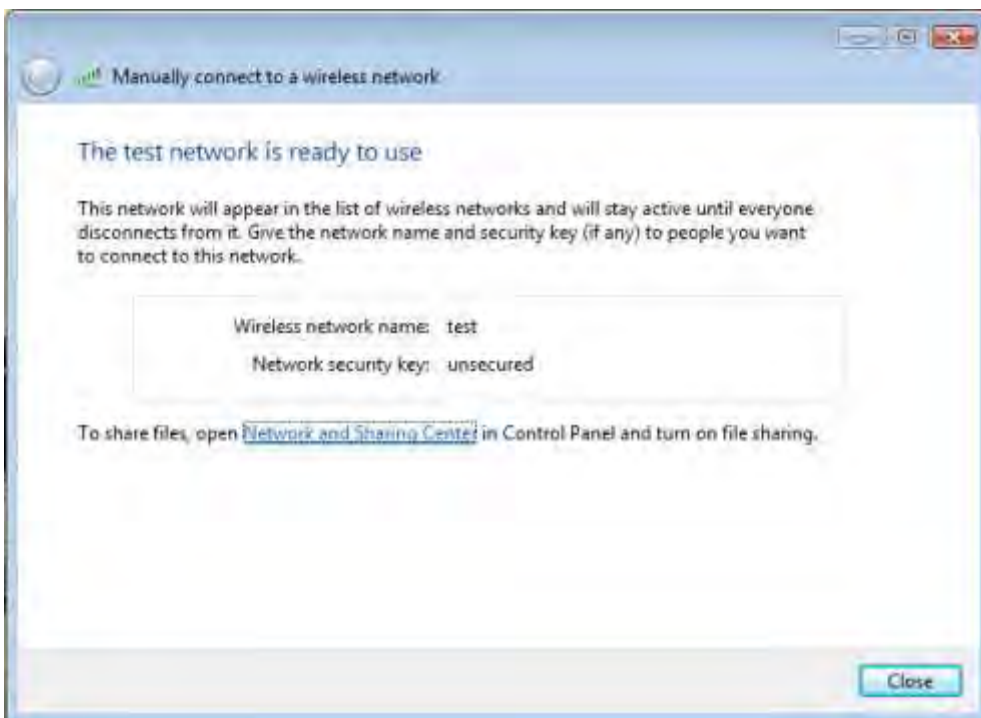 Manually connect to a wireless network
The test network is ready to use
This network will appear in the list of wireless networks and will stay active until everyone
disconnects from it. Give the network name and security key (if any) to people you want
to connect to this network.
Wireless network name: test
Network security key: unsecured
To share files, open Network and Sharing Center in Control Panel and turn on file sharing.
Close